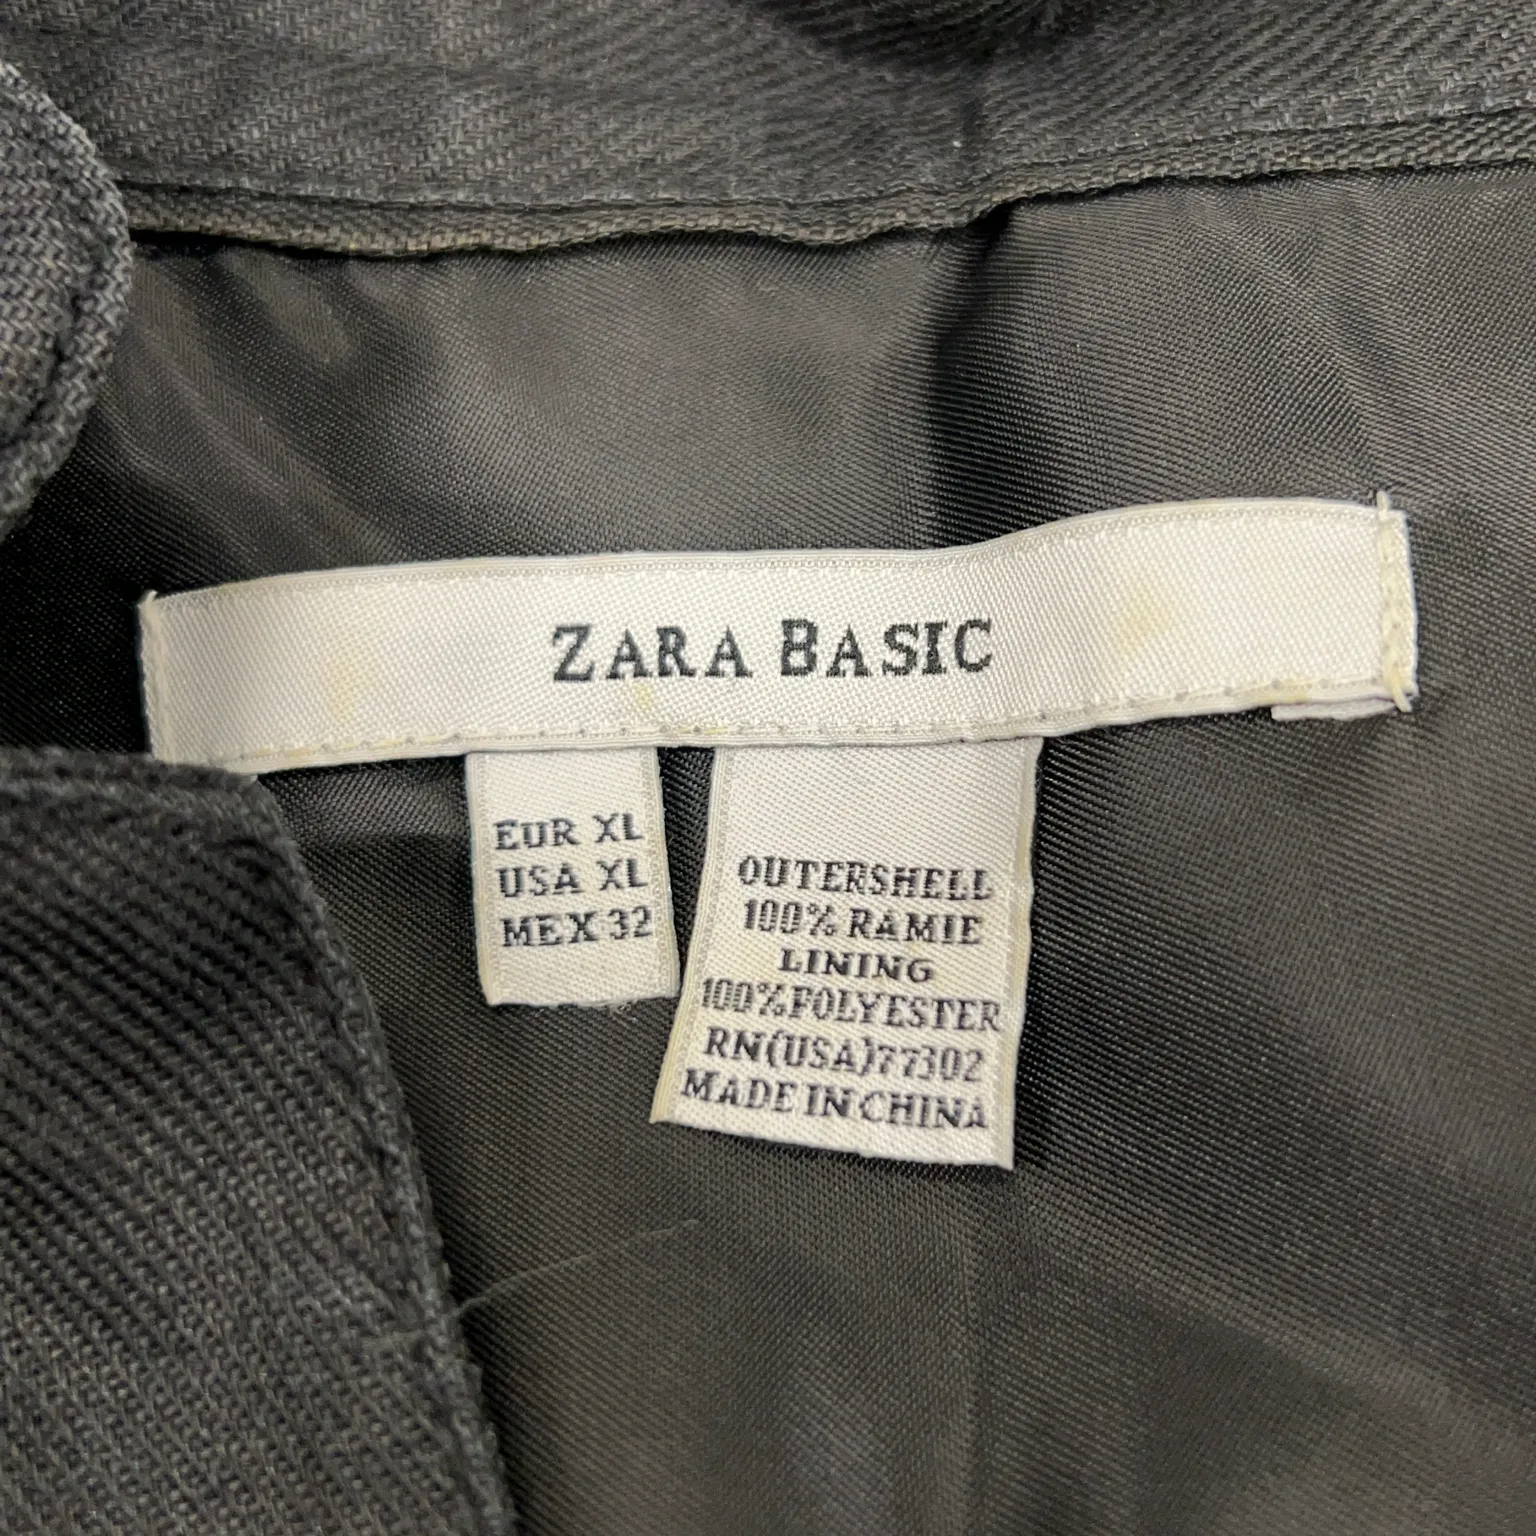 ZARA BASIC
EUR XL
USA XL
MEX 32
OUTERSHELL
100% RAMIE
LINING
100%POLYESTER
RN(USA)77302
MADE IN CHINA